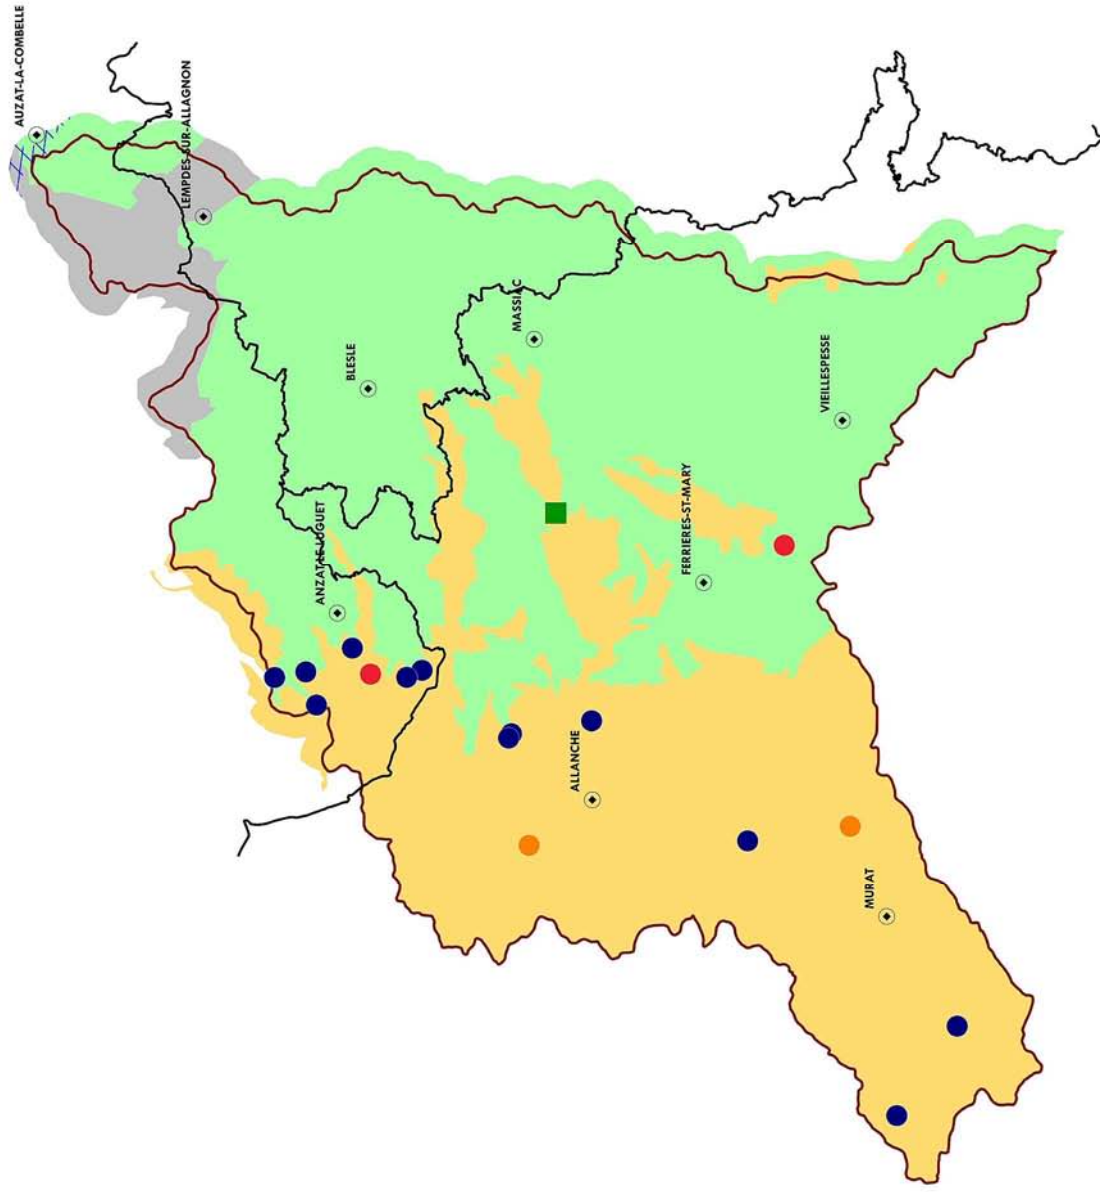 AUZAT-LA-COMBELLE
LEMPDES-SUR-ALLAGNON
BLESLE
MASSIAC
ANZAT-LE-LUGUET
VIEILLESPESSE
FERRIERES-ST-MARY
ALLANCHE
MURAT